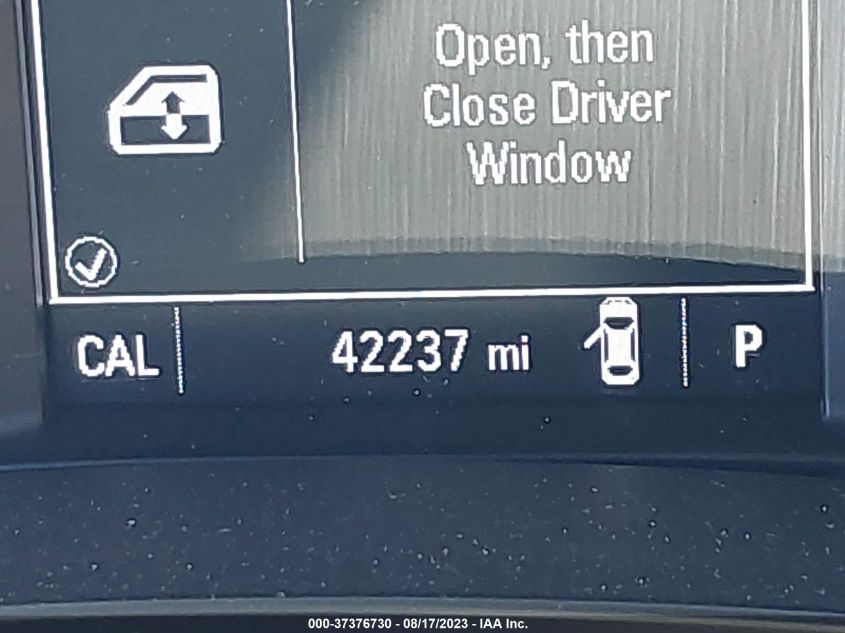 Open, then
Close Driver
Window
CAL
42237 mi
P
000-37376730 - 08/17/2023 - IAA Inc.